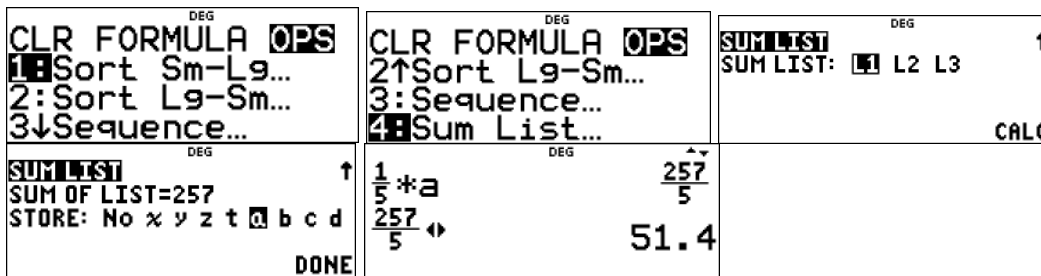 DEG
CLR FORMULA OPS
1:Sort Sm-Lg…
2:Sort Lg-Sm…
3↓Sequence…
DEG
CLR FORMULA OPS
2↑Sort Lg-Sm…
3:Sequence…
4:Sum List…
DEG
SUM LIST ↑
SUM LIST: L1 L2 L3
CALC
DEG
SUM LIST ↑
SUM OF LIST=257
STORE: No x y z t a b c d
DONE
DEG
1/5*a 257/5
257/5 ◂▸ 51.4